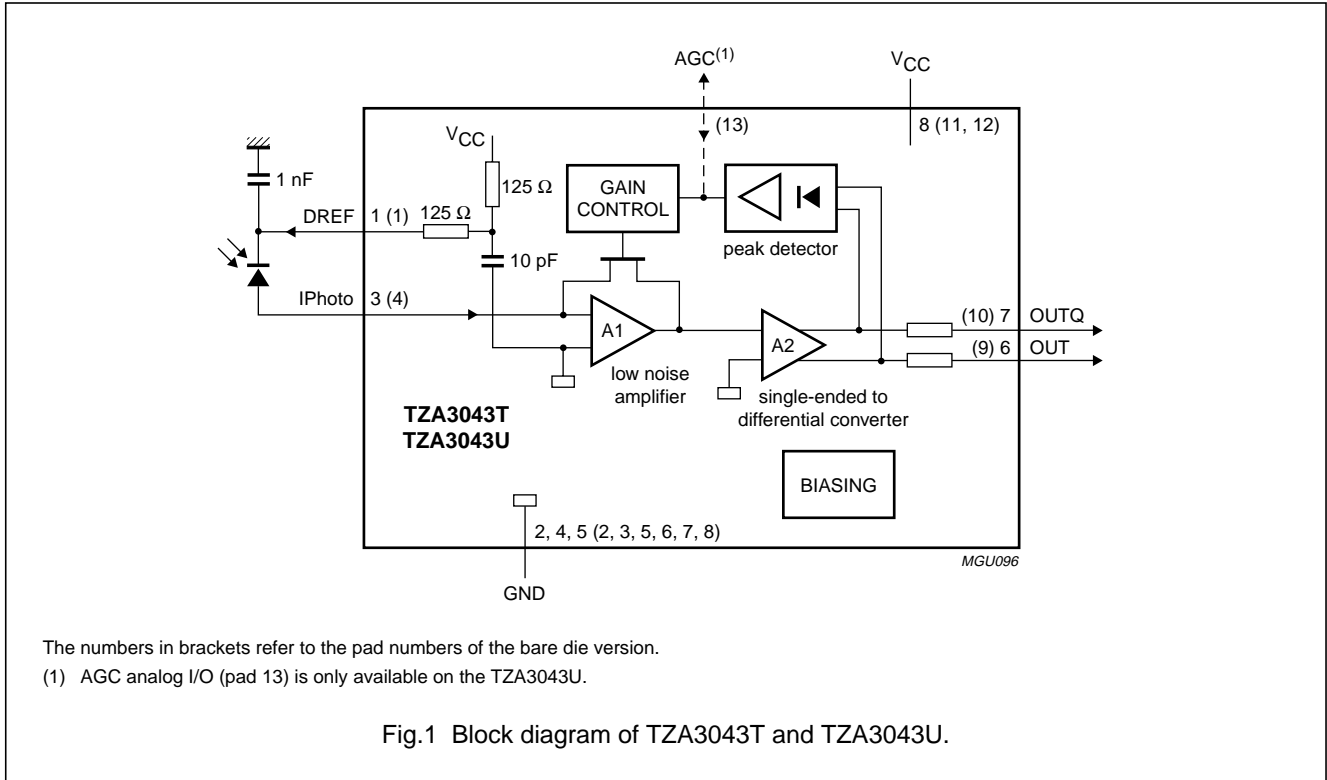 AGC(1)
VCC
(13)
8 (11, 12)
VCC
1 nF
125 Ω
GAIN
CONTROL
DREF
1 (1)
125 Ω
peak detector
10 pF
IPhoto
3 (4)
A1
A2
(10) 7
OUTQ
(9) 6
OUT
low noise
amplifier
single-ended to
differential converter
TZA3043T
TZA3043U
BIASING
2, 4, 5 (2, 3, 5, 6, 7, 8)
MGU096
GND
The numbers in brackets refer to the pad numbers of the bare die version.
(1) AGC analog I/O (pad 13) is only available on the TZA3043U.
Fig.1 Block diagram of TZA3043T and TZA3043U.